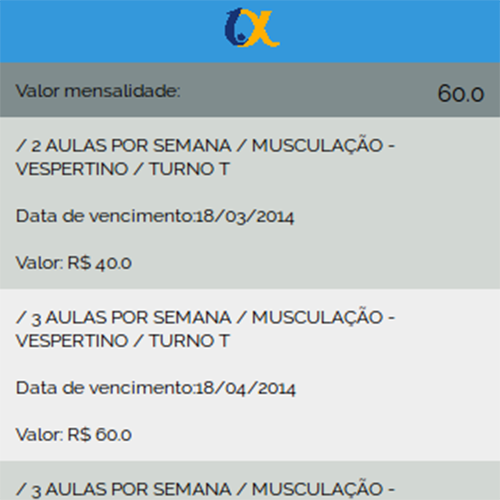 Valor mensalidade:
60.0
/ 2 AULAS POR SEMANA / MUSCULAÇÃO -
VESPERTINO / TURNO T
Data de vencimento:18/03/2014
Valor: R$ 40.0
/ 3 AULAS POR SEMANA / MUSCULAÇÃO -
VESPERTINO / TURNO T
Data de vencimento:18/04/2014
Valor: R$ 60.0
/ 3 AULAS POR SEMANA / MUSCULAÇÃO -